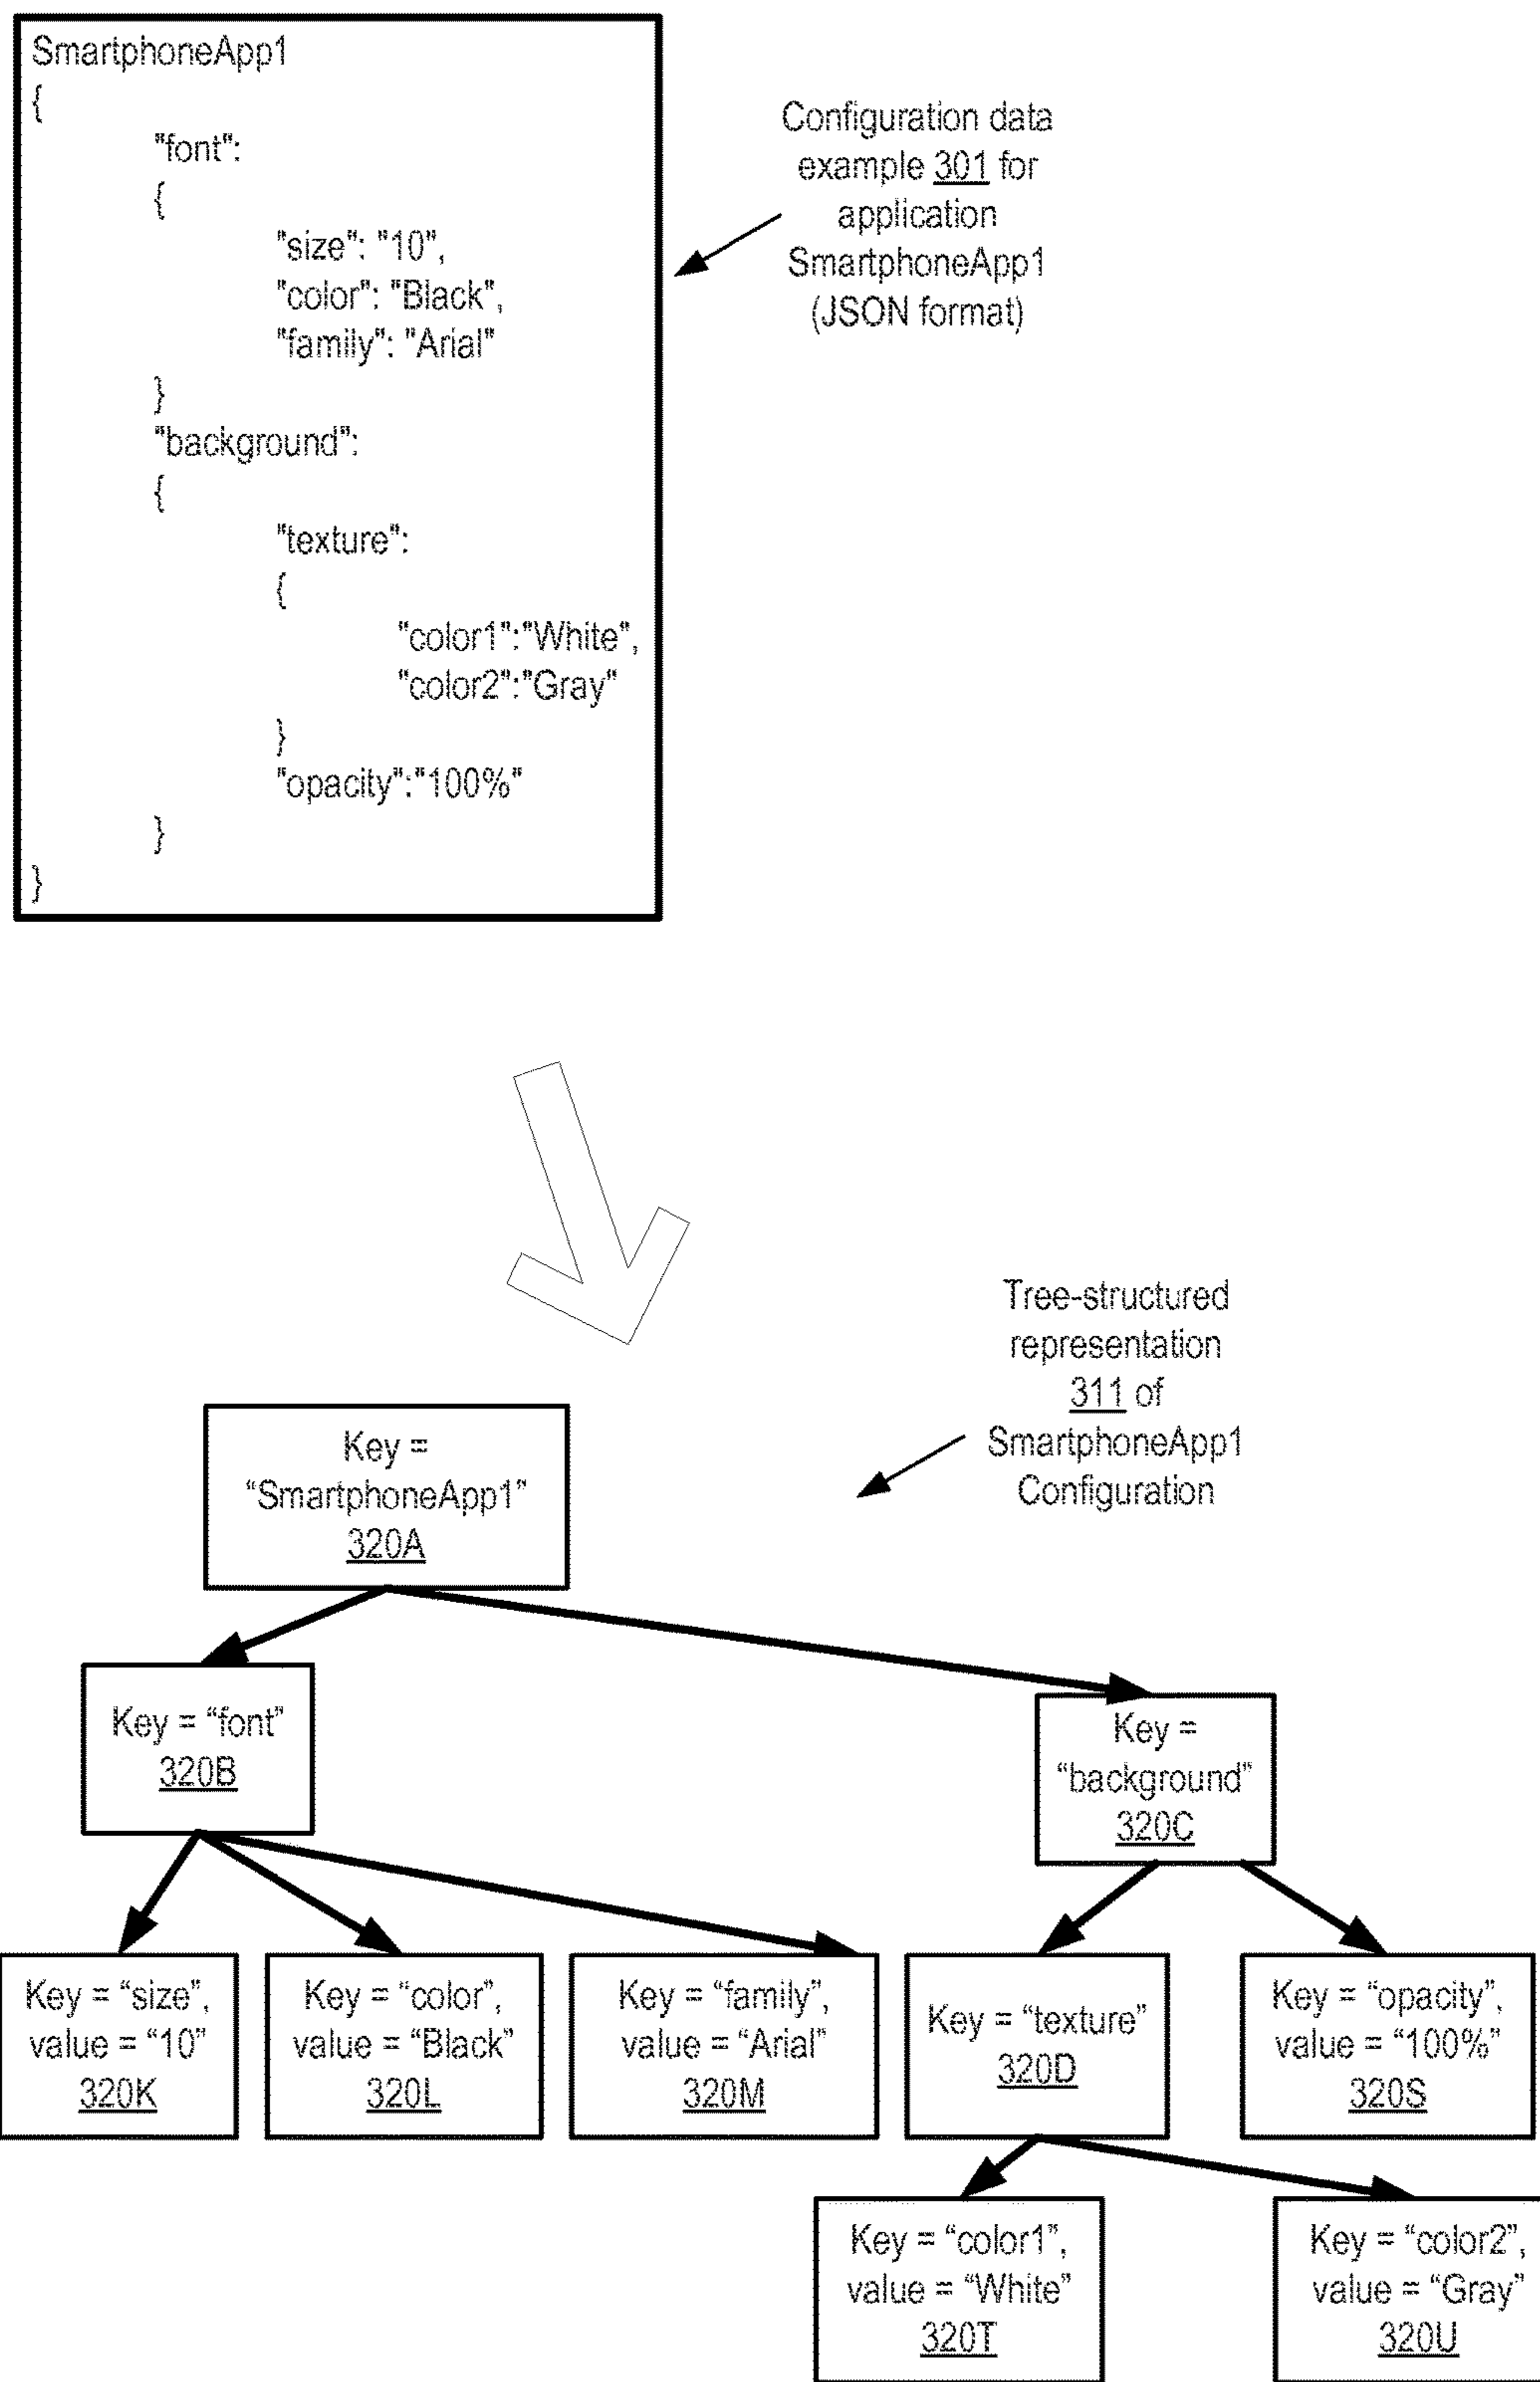 SmartphoneApp1
{
"font":
{
"size": "10",
"color": "Black",
"family": "Arial"
}
"background":
{
"texture":
{
"color1":"White",
"color2":"Gray"
}
"opacity":"100%"
}
}
Configuration data
example 301 for
application
SmartphoneApp1
(JSON format)
Tree-structured
representation
311 of
SmartphoneApp1
Configuration
Key =
“SmartphoneApp1”
320A
Key = “font”
320B
Key =
“background”
320C
Key = “size”,
value = “10”
320K
Key = “color”,
value = “Black”
320L
Key = “family”,
value = “Arial”
320M
Key = “texture”
320D
Key = “opacity”,
value = “100%”
320S
Key = “color1”,
value = “White”
320T
Key = “color2”,
value = “Gray”
320U